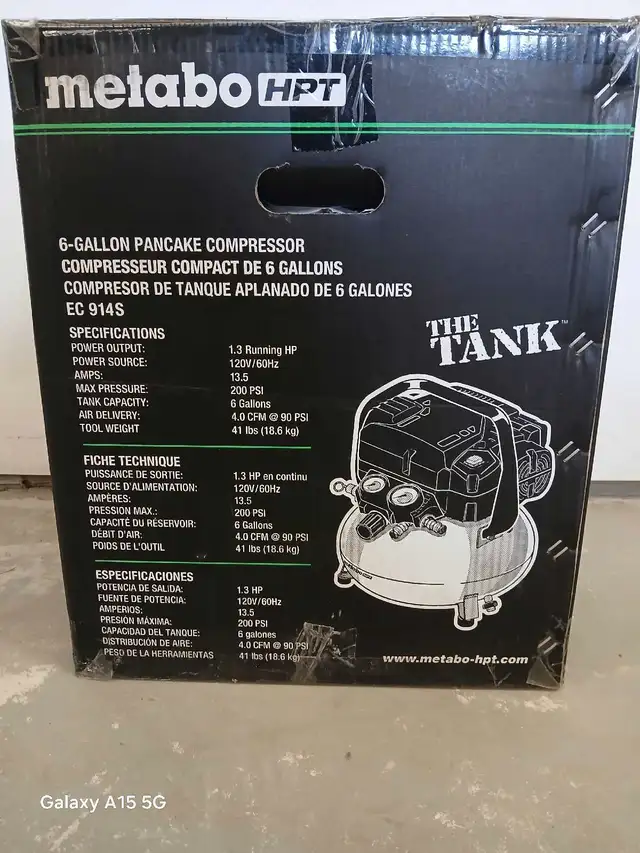 metabo HPT
6-GALLON PANCAKE COMPRESSOR
COMPRESSEUR COMPACT DE 6 GALLONS
COMPRESOR DE TANQUE APLANADO DE 6 GALONES
EC 914S
THE
TANK™
SPECIFICATIONS
POWER OUTPUT: 1.3 Running HP
POWER SOURCE: 120V/60Hz
AMPS: 13.5
MAX PRESSURE: 200 PSI
TANK CAPACITY: 6 Gallons
AIR DELIVERY: 4.0 CFM @ 90 PSI
TOOL WEIGHT 41 lbs (18.6 kg)
FICHE TECHNIQUE
PUISSANCE DE SORTIE: 1.3 HP en continu
SOURCE D'ALIMENTATION: 120V/60Hz
AMPÈRES: 13.5
PRESSION MAX.: 200 PSI
CAPACITÉ DU RÉSERVOIR: 6 Gallons
DÉBIT D'AIR: 4.0 CFM @ 90 PSI
POIDS DE L'OUTIL 41 lbs (18.6 kg)
ESPECIFICACIONES
POTENCIA DE SALIDA: 1.3 HP
FUENTE DE POTENCIA: 120V/60Hz
AMPERIOS: 13.5
PRESIÓN MÁXIMA: 200 PSI
CAPACIDAD DEL TANQUE: 6 galones
DISTRIBUCIÓN DE AIRE: 4.0 CFM @ 90 PSI
PESO DE LA HERRAMIENTAS 41 lbs (18.6 kg)
www.metabo-hpt.com
Galaxy A15 5G